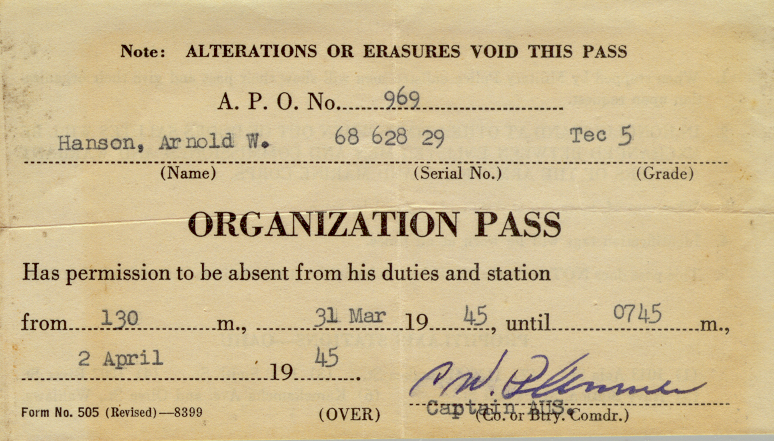 Note: ALTERATIONS OR ERASURES VOID THIS PASS
A. P. O. No. 969
Hanson, Arnold W. 68 628 29 Tec 5
(Name) (Serial No.) (Grade)
ORGANIZATION PASS
Has permission to be absent from his duties and station
from 130 m., 31 Mar 19 45, until 0745 m.,
2 April 19 45.
Captain AUS.
Form No. 505 (Revised)—8399 (OVER) (Co. or Btry. Comdr.)